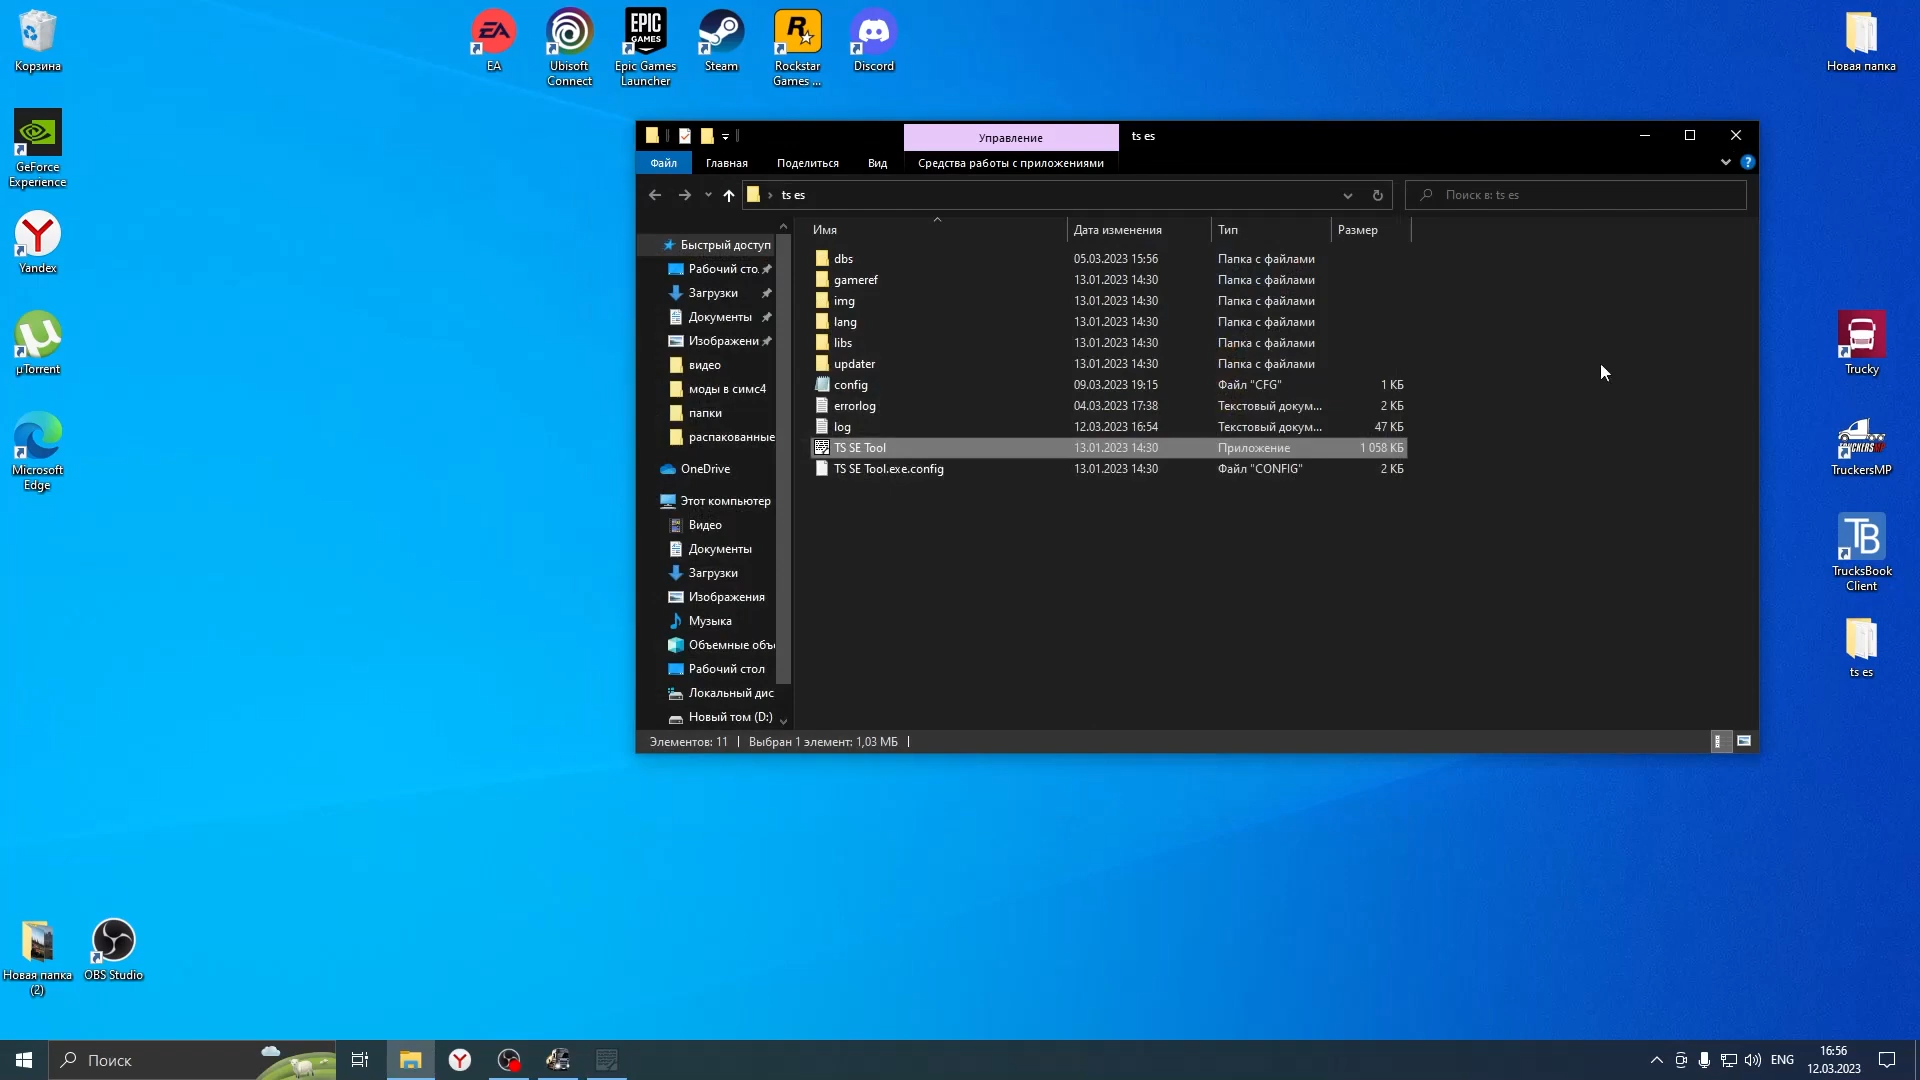 Корзина
EA
Ubisoft
Connect
EPIC
GAMES
Epic Games
Launcher
Steam
Rockstar
Games ...
Discord
Новая папка
GeForce
Experience
Yandex
µTorrent
Microsoft
Edge
Trucky
TRUCKERSMP
TruckersMP
TB
TrucksBook
Client
ts es
Новая папка
(2)
OBS Studio
Управление
ts es
Файл
Главная
Поделиться
Вид
Средства работы с приложениями
ts es
Поиск в: ts es
Имя
Дата изменения
Тип
Размер
Быстрый доступ
Рабочий сто.
Загрузки
Документы
Изображени
видео
моды в симс4
папки
распакованные
OneDrive
Этот компьютер
Видео
Документы
Загрузки
Изображения
Музыка
Объемные объ
Рабочий стол
Локальный дис
Новый том (D:)
dbs 05.03.2023 15:56 Папка с файлами
gameref 13.01.2023 14:30 Папка с файлами
img 13.01.2023 14:30 Папка с файлами
lang 13.01.2023 14:30 Папка с файлами
libs 13.01.2023 14:30 Папка с файлами
updater 13.01.2023 14:30 Папка с файлами
config 09.03.2023 19:15 Файл "CFG" 1 КБ
errorlog 04.03.2023 17:38 Текстовый докум... 2 КБ
log 12.03.2023 16:54 Текстовый докум... 47 КБ
TS SE Tool 13.01.2023 14:30 Приложение 1 058 КБ
TS SE Tool.exe.config 13.01.2023 14:30 Файл "CONFIG" 2 КБ
Элементов: 11
Выбран 1 элемент: 1,03 МБ
Поиск
ENG
16:56
12.03.2023